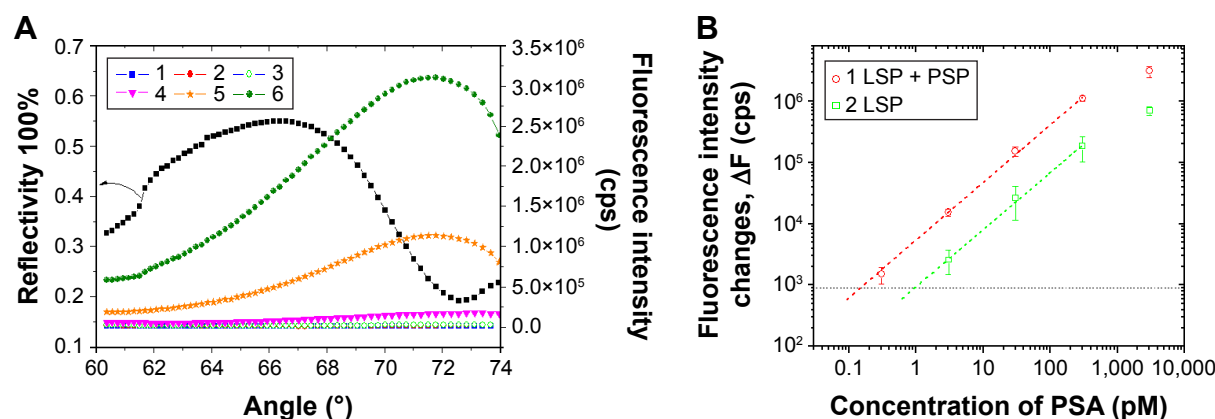 A
Reflectivity 100%
0.7
0.6
0.5
0.4
0.3
0.2
0.1
1 2 3
4 5 6
60 62 64 66 68 70 72 74
Angle (°)
3.5×10⁶
3.0×10⁶
2.5×10⁶
2.0×10⁶
1.5×10⁶
1.0×10⁶
5.0×10⁵
0.0
Fluorescence intensity
(cps)
B
Fluorescence intensity
changes, ΔF (cps)
10⁶
10⁵
10⁴
10³
10²
1 LSP + PSP
2 LSP
0.1 1 10 100 1,000 10,000
Concentration of PSA (pM)